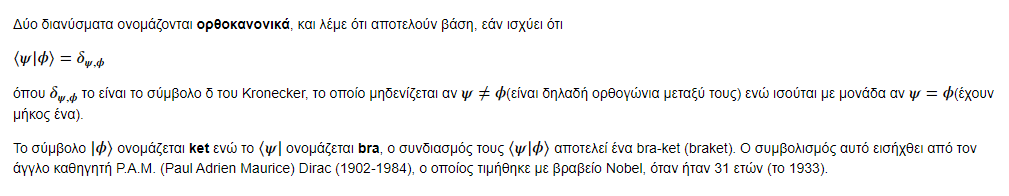 Δύο διανύσματα ονομάζονται ορθοκανονικά, και λέμε ότι αποτελούν βάση, εάν ισχύει ότι
⟨ψ|ϕ⟩ = δψ,ϕ
όπου δψ,ϕ το είναι το σύμβολο δ του Kronecker, το οποίο μηδενίζεται αν ψ ≠ ϕ(είναι δηλαδή ορθογώνια μεταξύ τους) ενώ ισούται με μονάδα αν ψ = ϕ(έχουν
μήκος ένα).
Το σύμβολο |ϕ⟩ ονομάζεται ket ενώ το ⟨ψ| ονομάζεται bra, ο συνδιασμός τους ⟨ψ|ϕ⟩ αποτελεί ένα bra-ket (braket). Ο συμβολισμός αυτό εισήχθει από τον
άγγλο καθηγητή P.A.M. (Paul Adrien Maurice) Dirac (1902-1984), ο οποίος τιμήθηκε με βραβείο Nobel, όταν ήταν 31 ετών (το 1933).